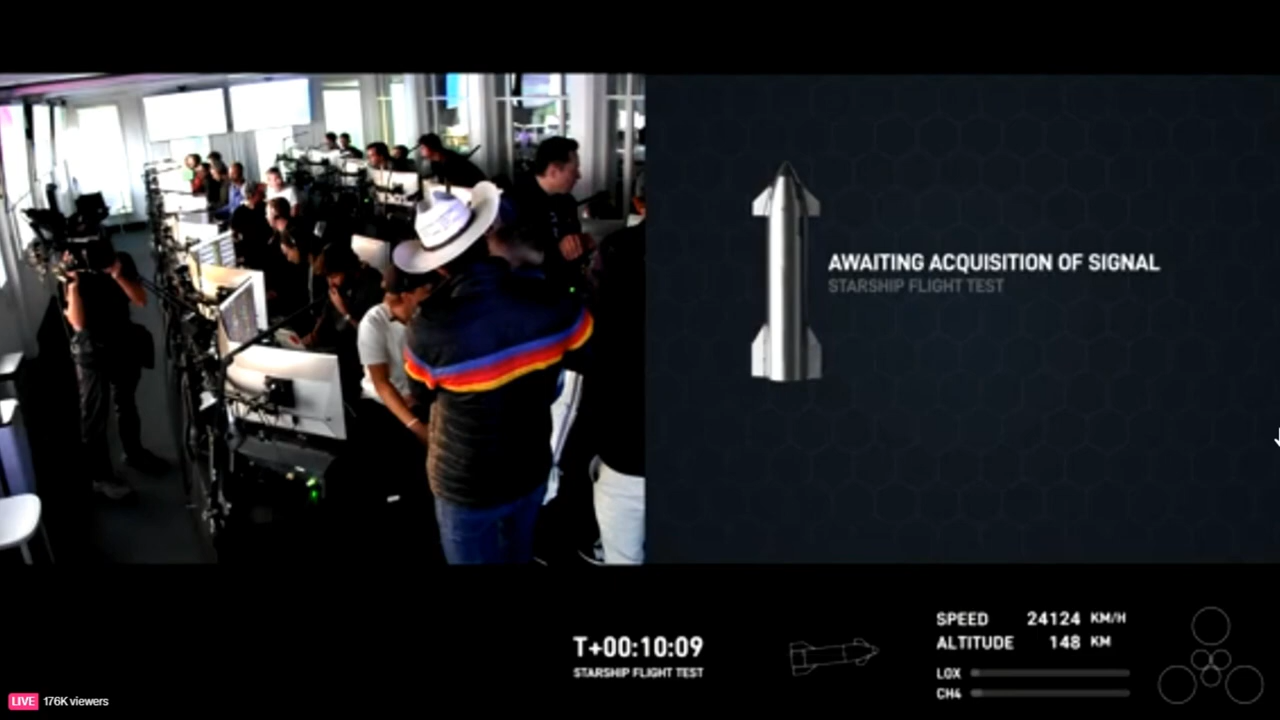 AWAITING ACQUISITION OF SIGNAL
STARSHIP FLIGHT TEST
T+00:10:09
STARSHIP FLIGHT TEST
SPEED 24124 KM/H
ALTITUDE 148 KM
LOX
CH4
LIVE 176K viewers